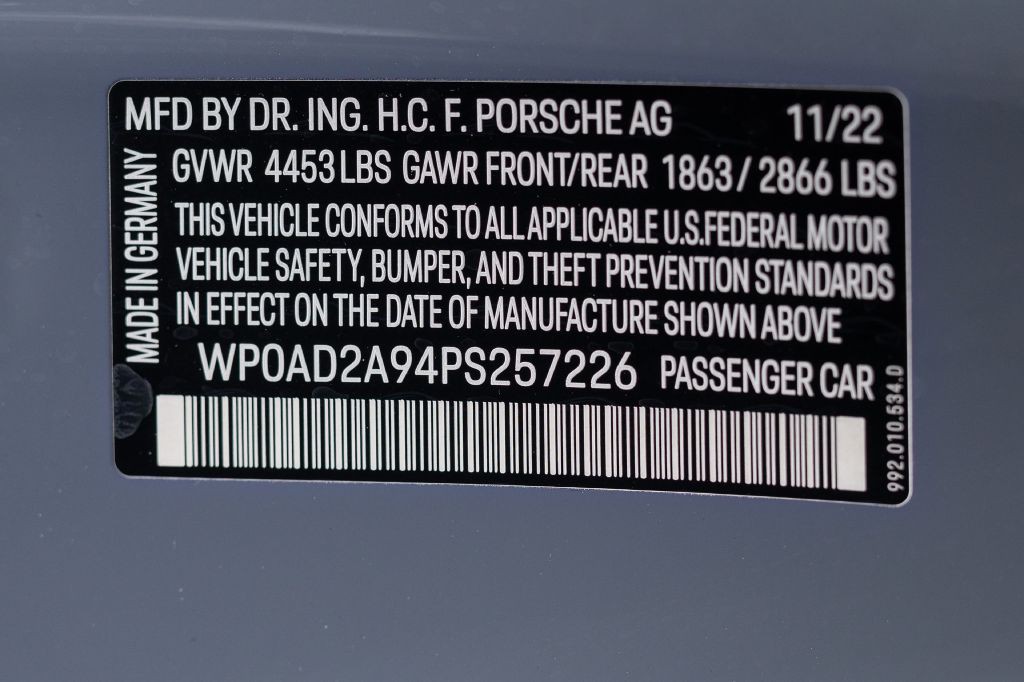 MFD BY DR. ING. H.C. F. PORSCHE AG 11/22
GVWR 4453 LBS GAWR FRONT/REAR 1863 / 2866 LBS
THIS VEHICLE CONFORMS TO ALL APPLICABLE U.S.FEDERAL MOTOR
VEHICLE SAFETY, BUMPER, AND THEFT PREVENTION STANDARDS
IN EFFECT ON THE DATE OF MANUFACTURE SHOWN ABOVE
WP0AD2A94PS257226 PASSENGER CAR
MADE IN GERMANY
992.010.534.D